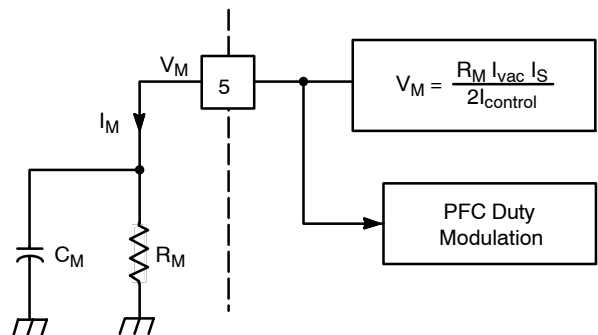 V_M
5
V_M = R_M I_vac I_S / 2I_control
I_M
PFC Duty
Modulation
C_M
R_M